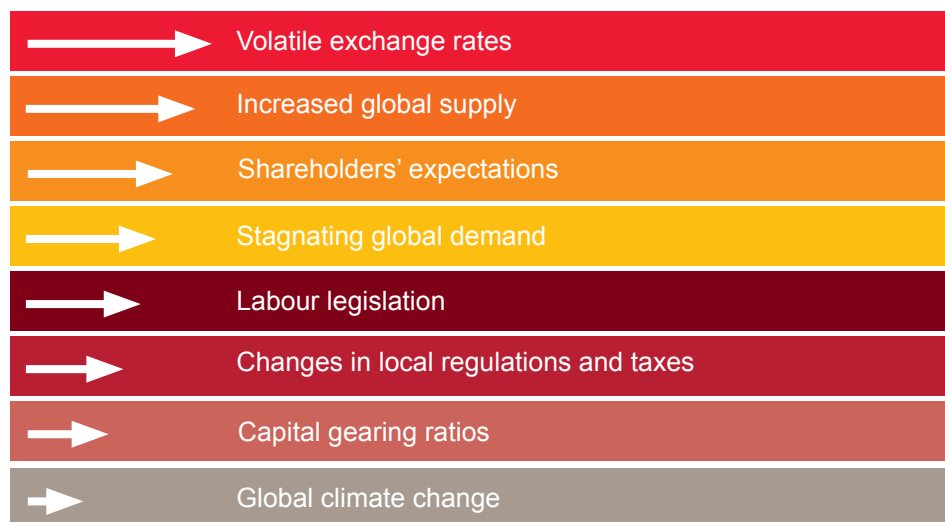 Volatile exchange rates
Increased global supply
Shareholders’ expectations
Stagnating global demand
Labour legislation
Changes in local regulations and taxes
Capital gearing ratios
Global climate change